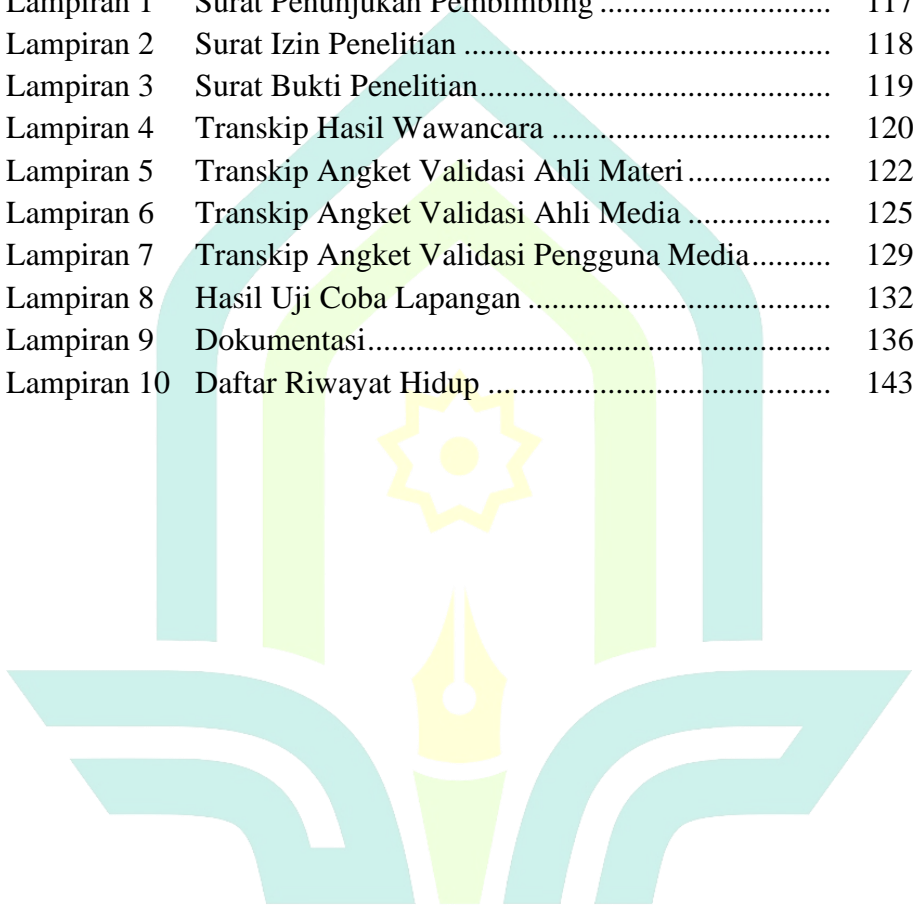 Lampiran 1 Surat Penunjukan Pembimbing ............................. 117
Lampiran 2 Surat Izin Penelitian .............................................. 118
Lampiran 3 Surat Bukti Penelitian............................................ 119
Lampiran 4 Transkip Hasil Wawancara ................................... 120
Lampiran 5 Transkip Angket Validasi Ahli Materi.................. 122
Lampiran 6 Transkip Angket Validasi Ahli Media ................. 125
Lampiran 7 Transkip Angket Validasi Pengguna Media.......... 129
Lampiran 8 Hasil Uji Coba Lapangan ...................................... 132
Lampiran 9 Dokumentasi.......................................................... 136
Lampiran 10 Daftar Riwayat Hidup ........................................... 143